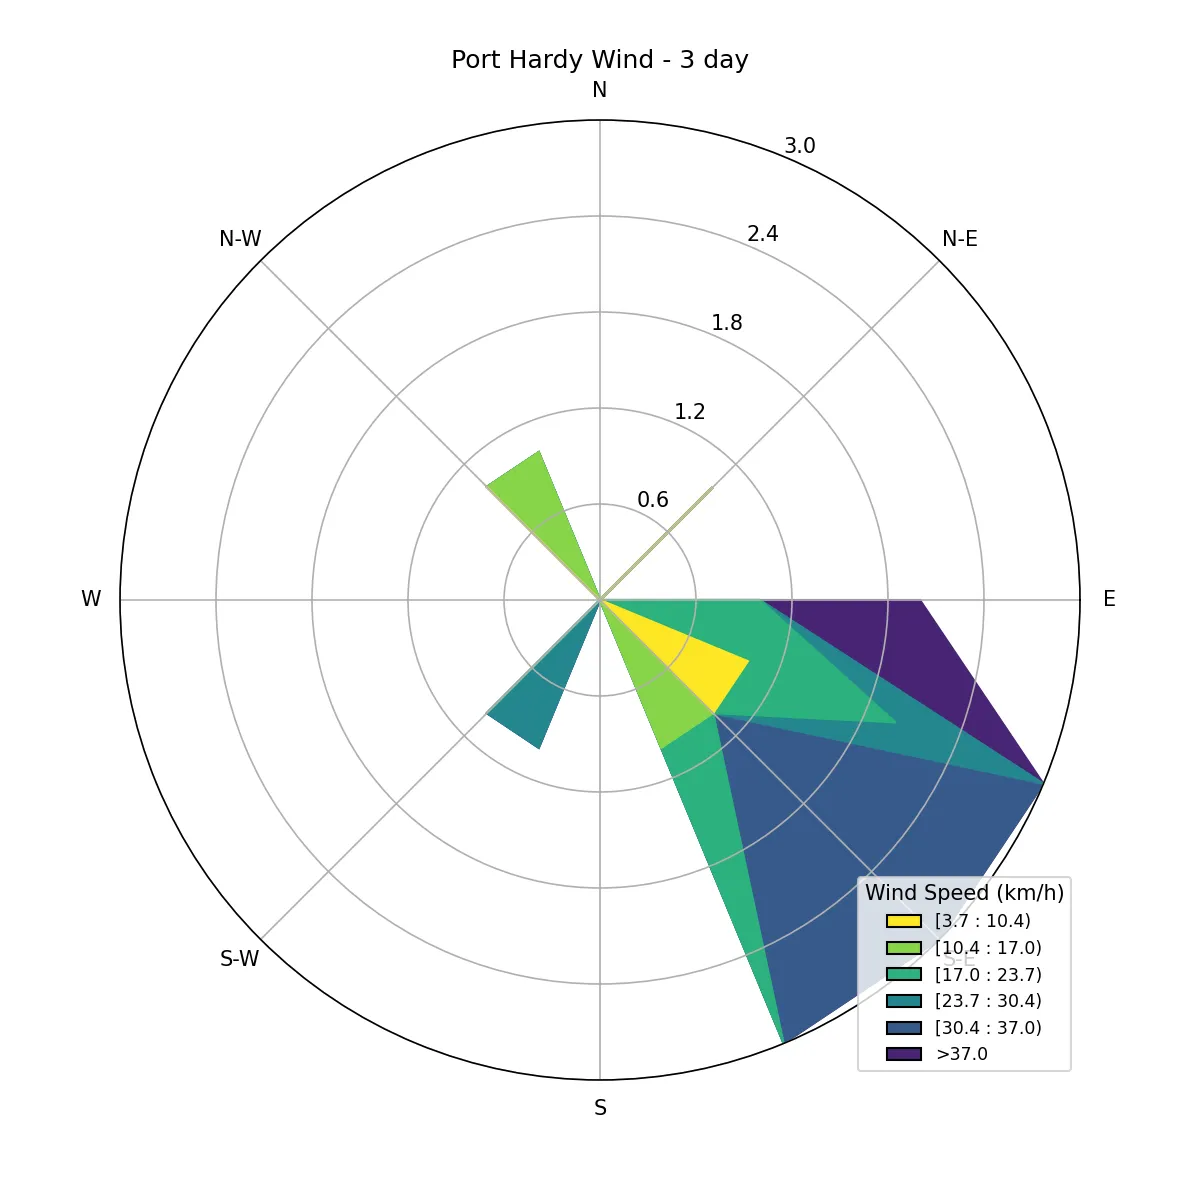 Port Hardy Wind - 3 day
N
3.0
N-W
2.4
N-E
1.8
1.2
0.6
W
E
Wind Speed (km/h)
[3.7 : 10.4)
[10.4 : 17.0)
S-W
S-E
[17.0 : 23.7)
[23.7 : 30.4)
[30.4 : 37.0)
>37.0
S